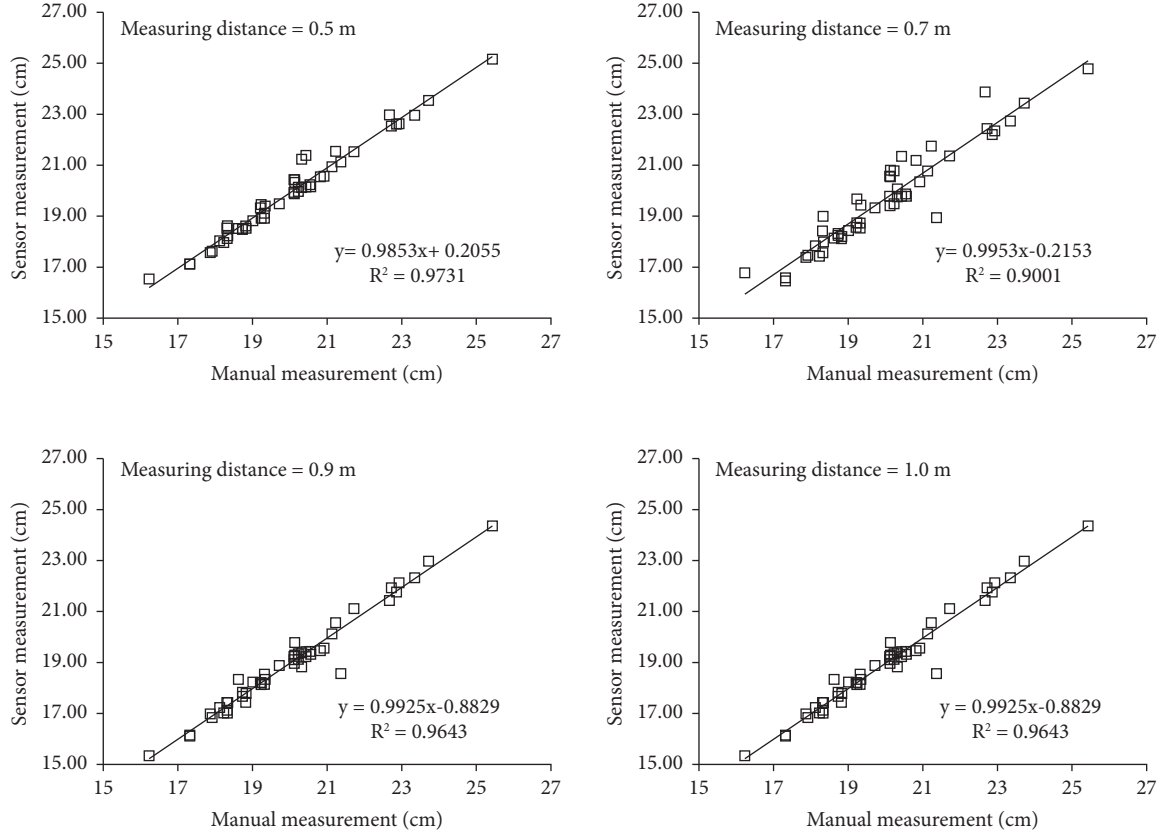 Measuring distance = 0.5 m
Sensor measurement (cm)
27.00
25.00
23.00
21.00
19.00
17.00
15.00
y= 0.9853x+ 0.2055
R² = 0.9731
15 17 19 21 23 25 27
Manual measurement (cm)
Measuring distance = 0.7 m
Sensor measurement (cm)
27.00
25.00
23.00
21.00
19.00
17.00
15.00
y= 0.9953x-0.2153
R² = 0.9001
15 17 19 21 23 25 27
Manual measurement (cm)
Measuring distance = 0.9 m
Sensor measurement (cm)
27.00
25.00
23.00
21.00
19.00
17.00
15.00
y = 0.9925x-0.8829
R² = 0.9643
15 17 19 21 23 25 27
Manual measurement (cm)
Measuring distance = 1.0 m
Sensor measurement (cm)
27.00
25.00
23.00
21.00
19.00
17.00
15.00
y = 0.9925x-0.8829
R² = 0.9643
15 17 19 21 23 25 27
Manual measurement (cm)